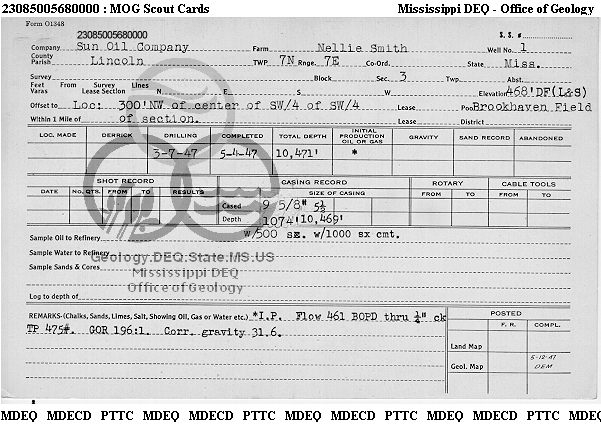 23085005680000 : MOG Scout Cards Mississippi DEQ - Office of Geology
Form O1348 S. S. #
23085005680000
Company Sun Oil Company Farm Nellie Smith Well No. 1
County Parish Lincoln TWP 7N Rnge. 7E Co-Ord. State Miss.
Survey Block Sec. 3 Twp. Abst.
Feet From Survey Lines
Varas Lease Section N. E. S. W Elevation 468' DF(L&S)
Offset to Loc: 300'NW of center of SW/4 of SW/4 Lease Poo Brookhaven Field
Within 1 Mile of of section. Lease District
LOC. MADE DERRICK DRILLING COMPLETED TOTAL DEPTH INITIAL PRODUCTION OIL OR GAS GRAVITY SAND RECORD ABANDONED
3-7-47 5-4-47 10,471' *
SHOT RECORD CASING RECORD ROTARY CABLE TOOLS
DATE NO. QTS. FROM TO RESULTS SIZE OF CASING FROM TO FROM TO
Cased 9 5/8" 5½
Depth 1074' 10,469'
Sample Oil to Refinery w/500 sx. w/1000 sx cmt.
Sample Water to Refinery
Geology.DEQ.State.MS.US
Sample Sands & Cores
Mississippi DEQ
Office of Geology
Log to depth of
REMARKS-(Chalks, Sands, Limes, Salt, Showing Oil, Gas or Water etc.) *I.P. Flow 461 BOPD thru ¼" ck
TP 475#. GOR 196:1. Corr. gravity 31.6.
POSTED
F. R. COMPL.
Land Map
Geol. Map 5-12-47
DEM
MDEQ MDECD PTTC MDEQ MDECD PTTC MDEQ MDECD PTTC MDEQ MDECD PTTC MDEQ